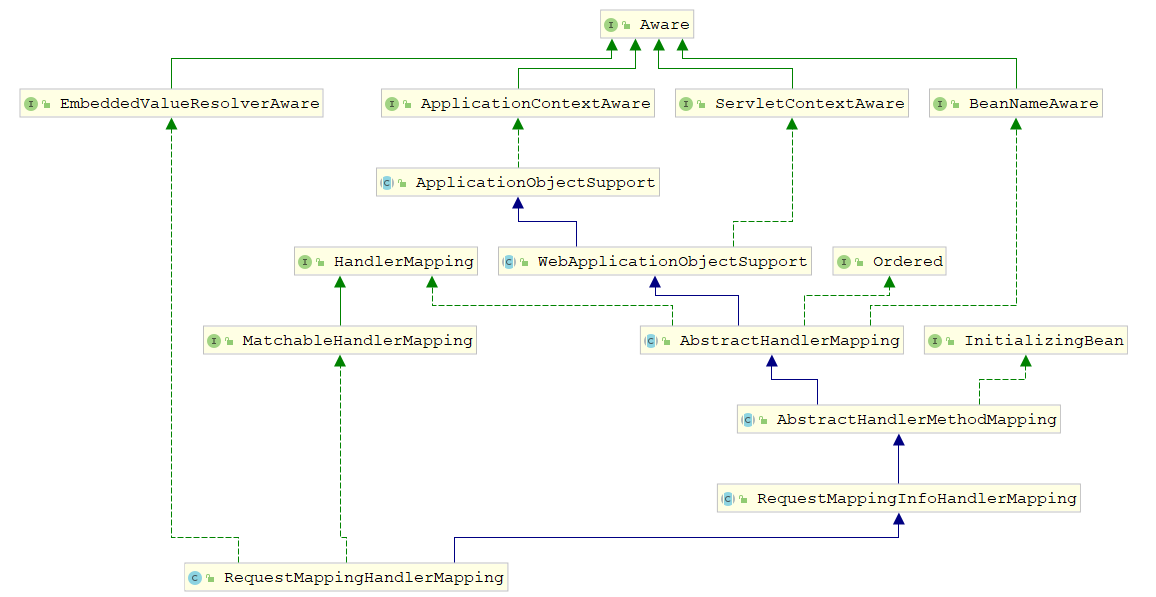 I Aware
I EmbeddedValueResolverAware
I ApplicationContextAware
I ServletContextAware
I BeanNameAware
C ApplicationObjectSupport
I HandlerMapping
C WebApplicationObjectSupport
I Ordered
I MatchableHandlerMapping
C AbstractHandlerMapping
I InitializingBean
C AbstractHandlerMethodMapping
C RequestMappingInfoHandlerMapping
C RequestMappingHandlerMapping